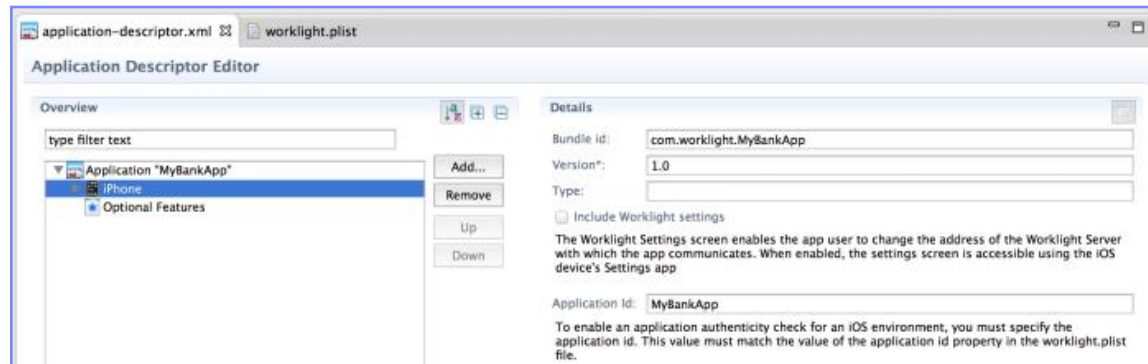 application-descriptor.xml
worklight.plist
Application Descriptor Editor
Overview
type filter text
Application "MyBankApp"
iPhone
Optional Features
Add...
Remove
Up
Down
Details
Bundle id:
com.worklight.MyBankApp
Version*:
1.0
Type:
Include Worklight settings
The Worklight Settings screen enables the app user to change the address of the Worklight Server
with which the app communicates. When enabled, the settings screen is accessible using the iOS
device's Settings app
Application Id:
MyBankApp
To enable an application authenticity check for an iOS environment, you must specify the
application id. This value must match the value of the application id property in the worklight.plist
file.